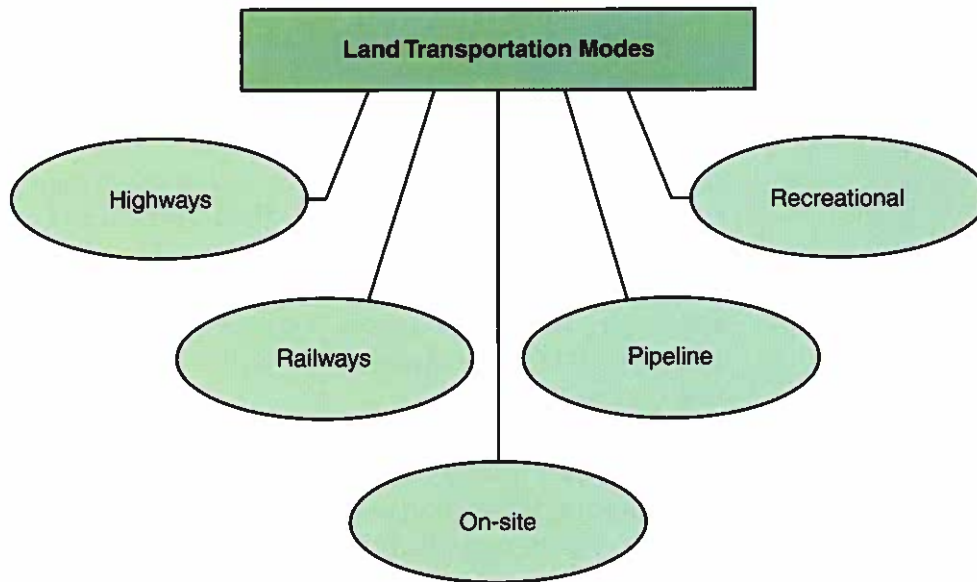 Land Transportation Modes
Highways
Recreational
Railways
Pipeline
On-site